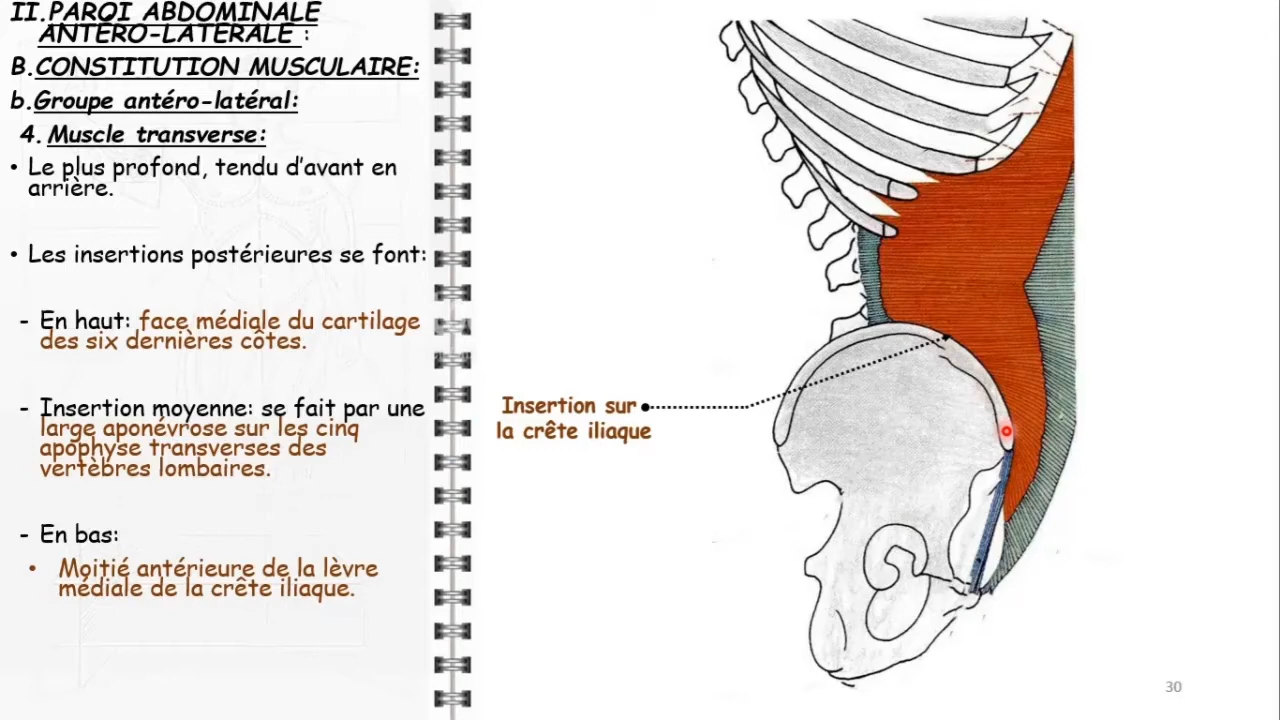 II.PAROI ABDOMINALE
ANTÉRO-LATÉRALE :
B.CONSTITUTION MUSCULAIRE:
b.Groupe antéro-latéral:
4. Muscle transverse:
• Le plus profond, tendu d’avant en
arrière.
• Les insertions postérieures se font:
- En haut: face médiale du cartilage
des six dernières côtes.
- Insertion moyenne: se fait par une
large aponévrose sur les cinq
apophyse transverses des
vertèbres lombaires.
- En bas:
• Moitié antérieure de la lèvre
médiale de la crête iliaque.
Insertion sur
la crête iliaque
30